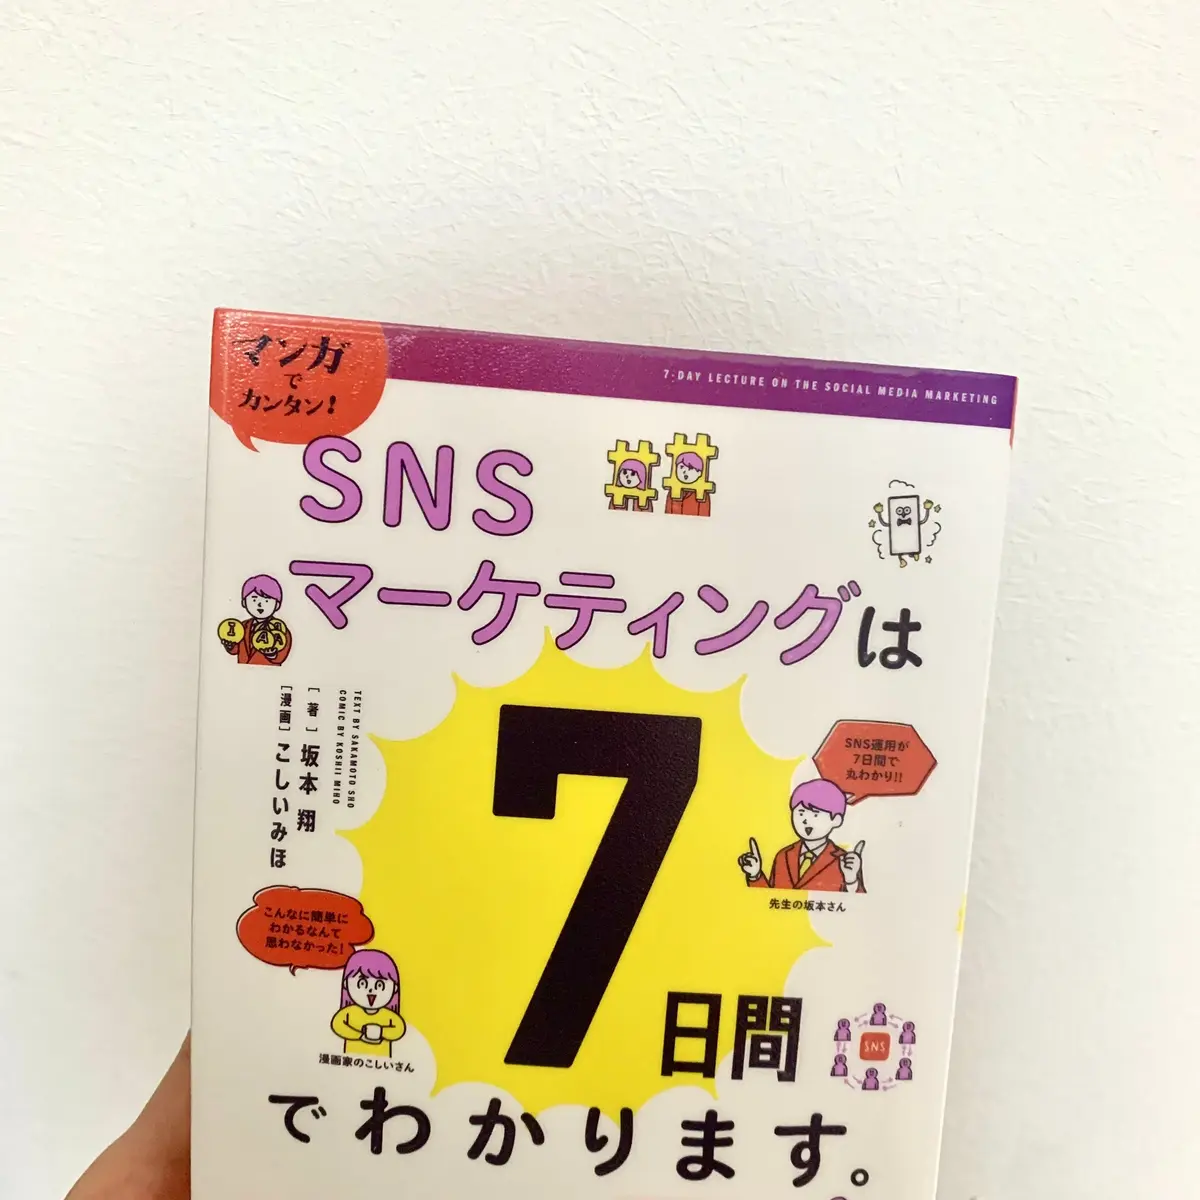 マンガ
で
カンタン!
7-DAY LECTURE ON THE SOCIAL MEDIA MARKETING
SNS
マーケティングは
I A A
TEXT BY SAKAMOTO SHO
COMIC BY KOSHII MIHO
[著] 坂本 翔
[漫画] こしいみほ
7
日間
でわかります。
SNS運用が
7日間で
丸わかり!!
先生の坂本さん
こんなに簡単に
わかるなんて
思わなかった!
漫画家のこしいさん
SNS